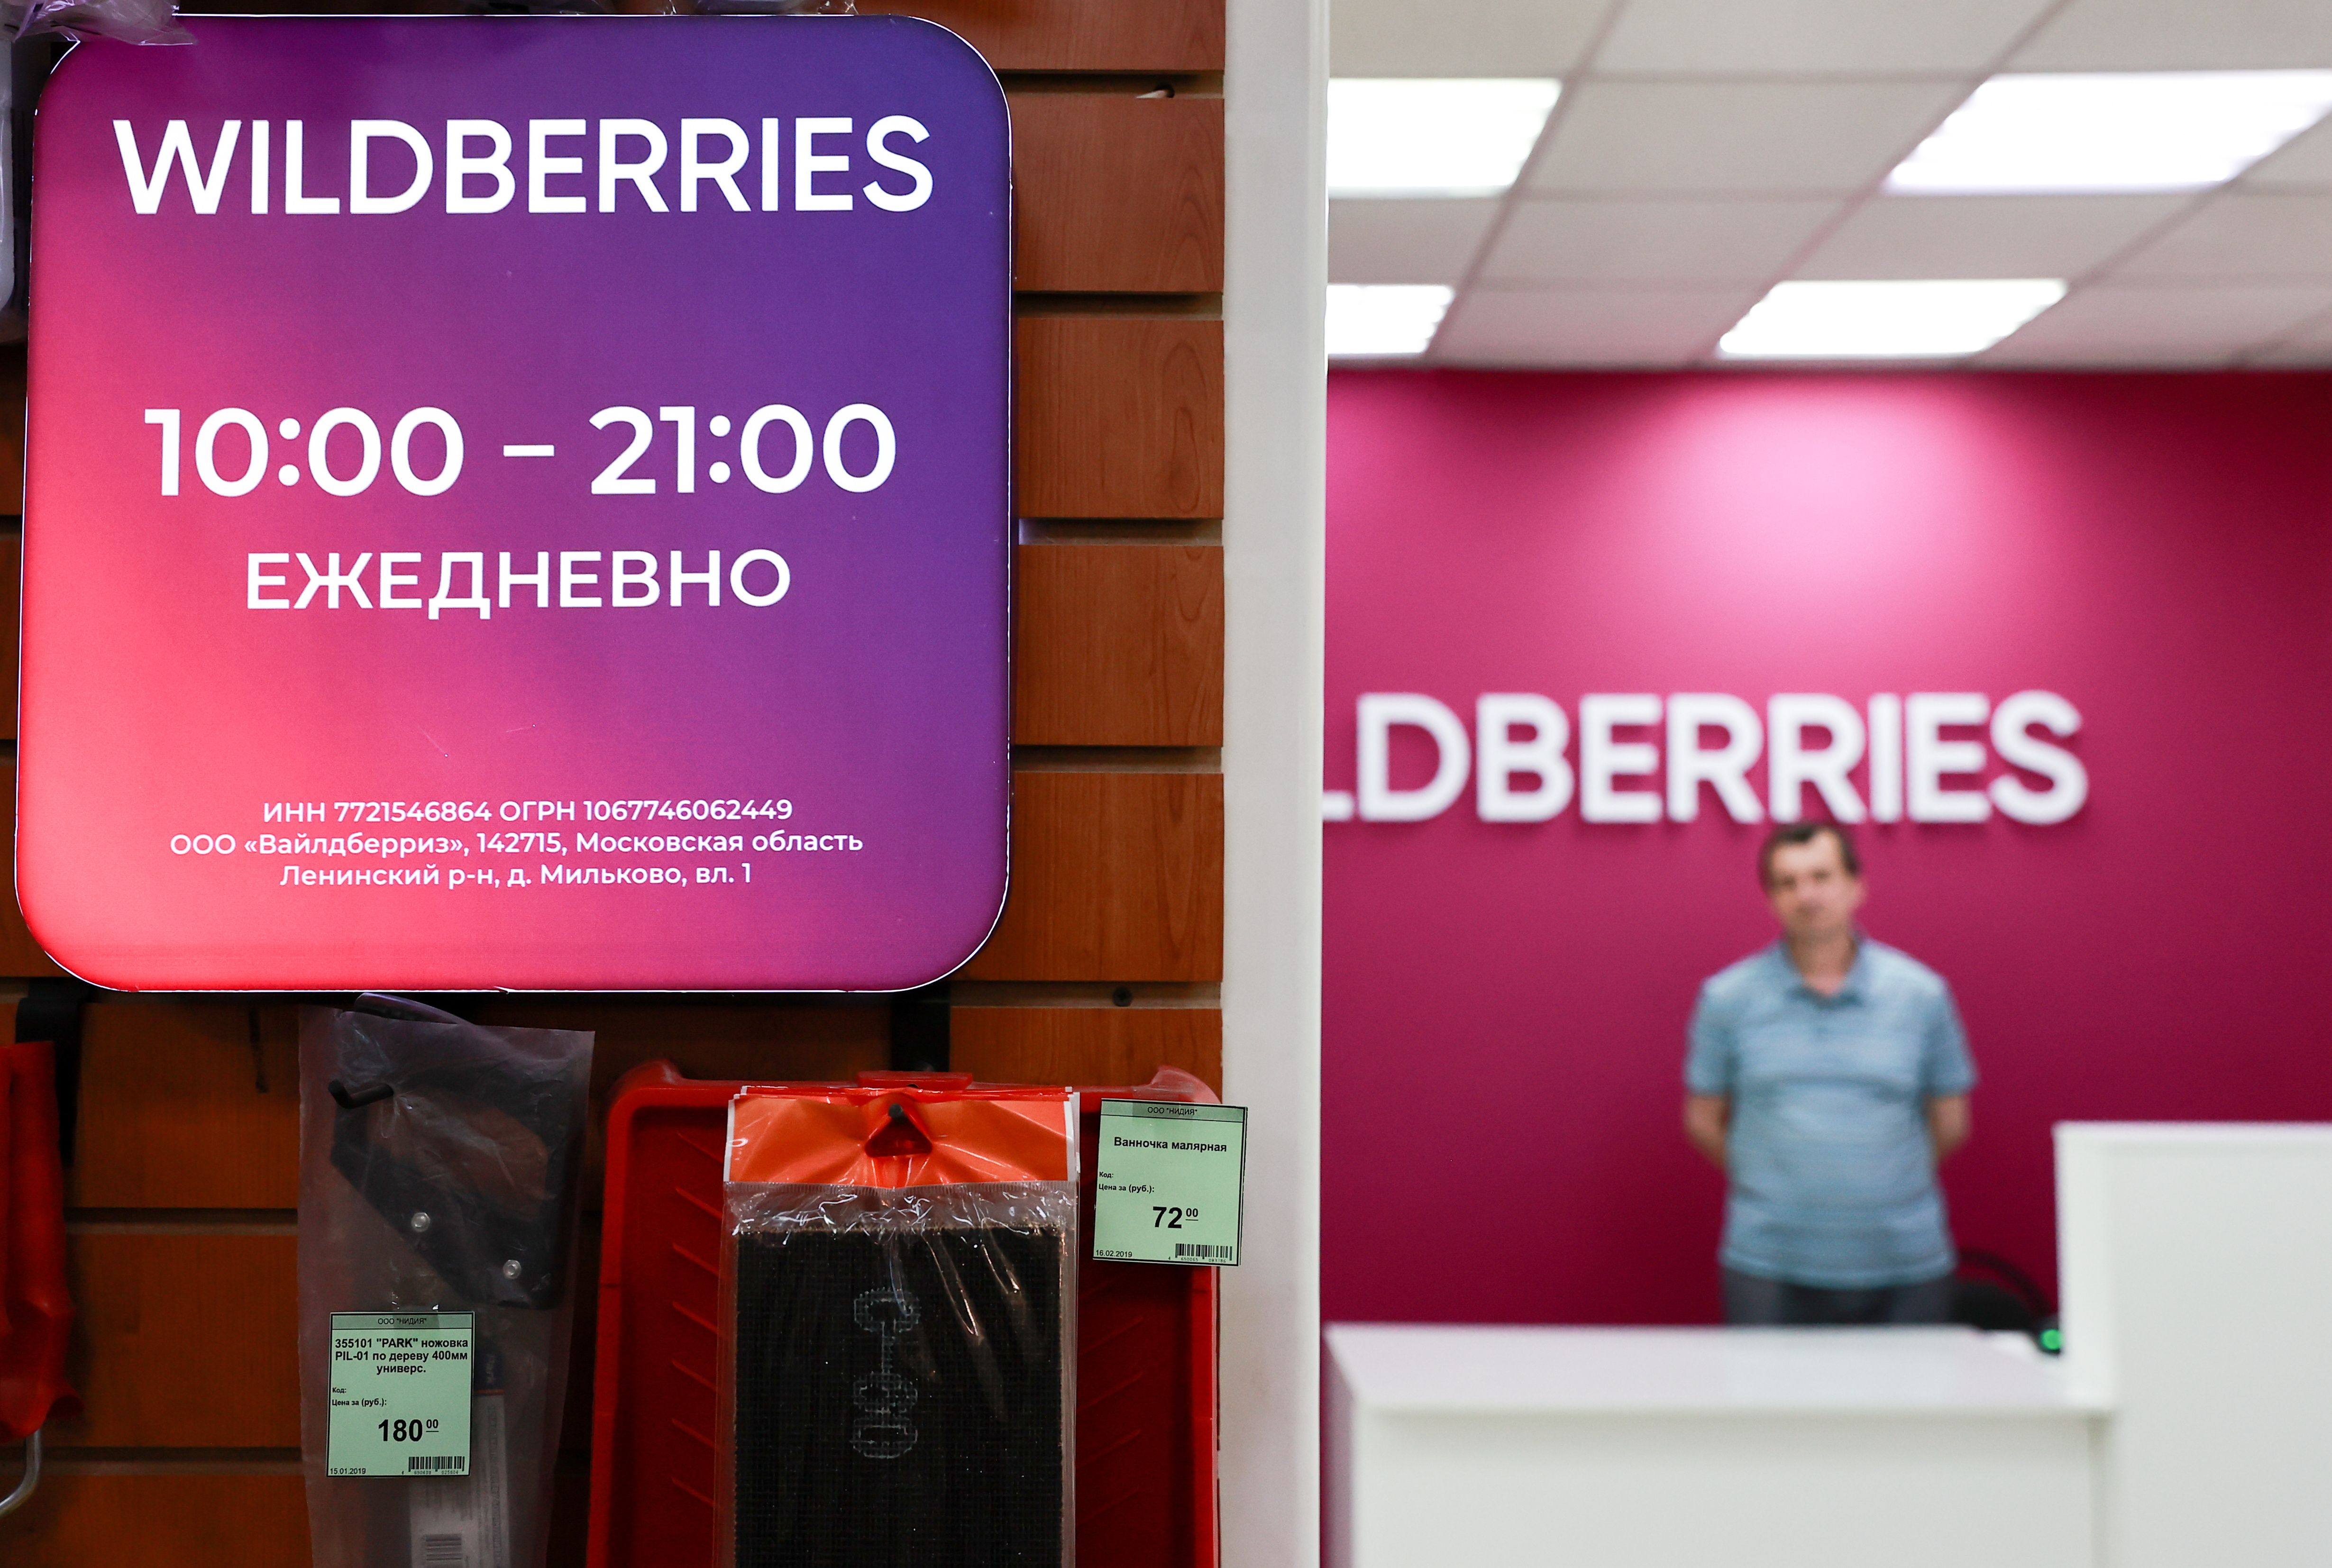 WILDBERRIES
10:00 – 21:00
ЕЖЕДНЕВНО
ИНН 7721546864 ОГРН 1067746062449
ООО «Вайлдберриз», 142715, Московская область
Ленинский р-н, д. Мильково, вл. 1
LDBERRIES
ООО "НИДИЯ"
Ванночка малярная
Код:
Цена за (руб.):
72 00
16.02.2019
ООО "НИДИЯ"
355101 "PARK" ножовка
PIL-01 по дереву 400мм
универс.
Код:
Цена за (руб.):
180 00
15.01.2019